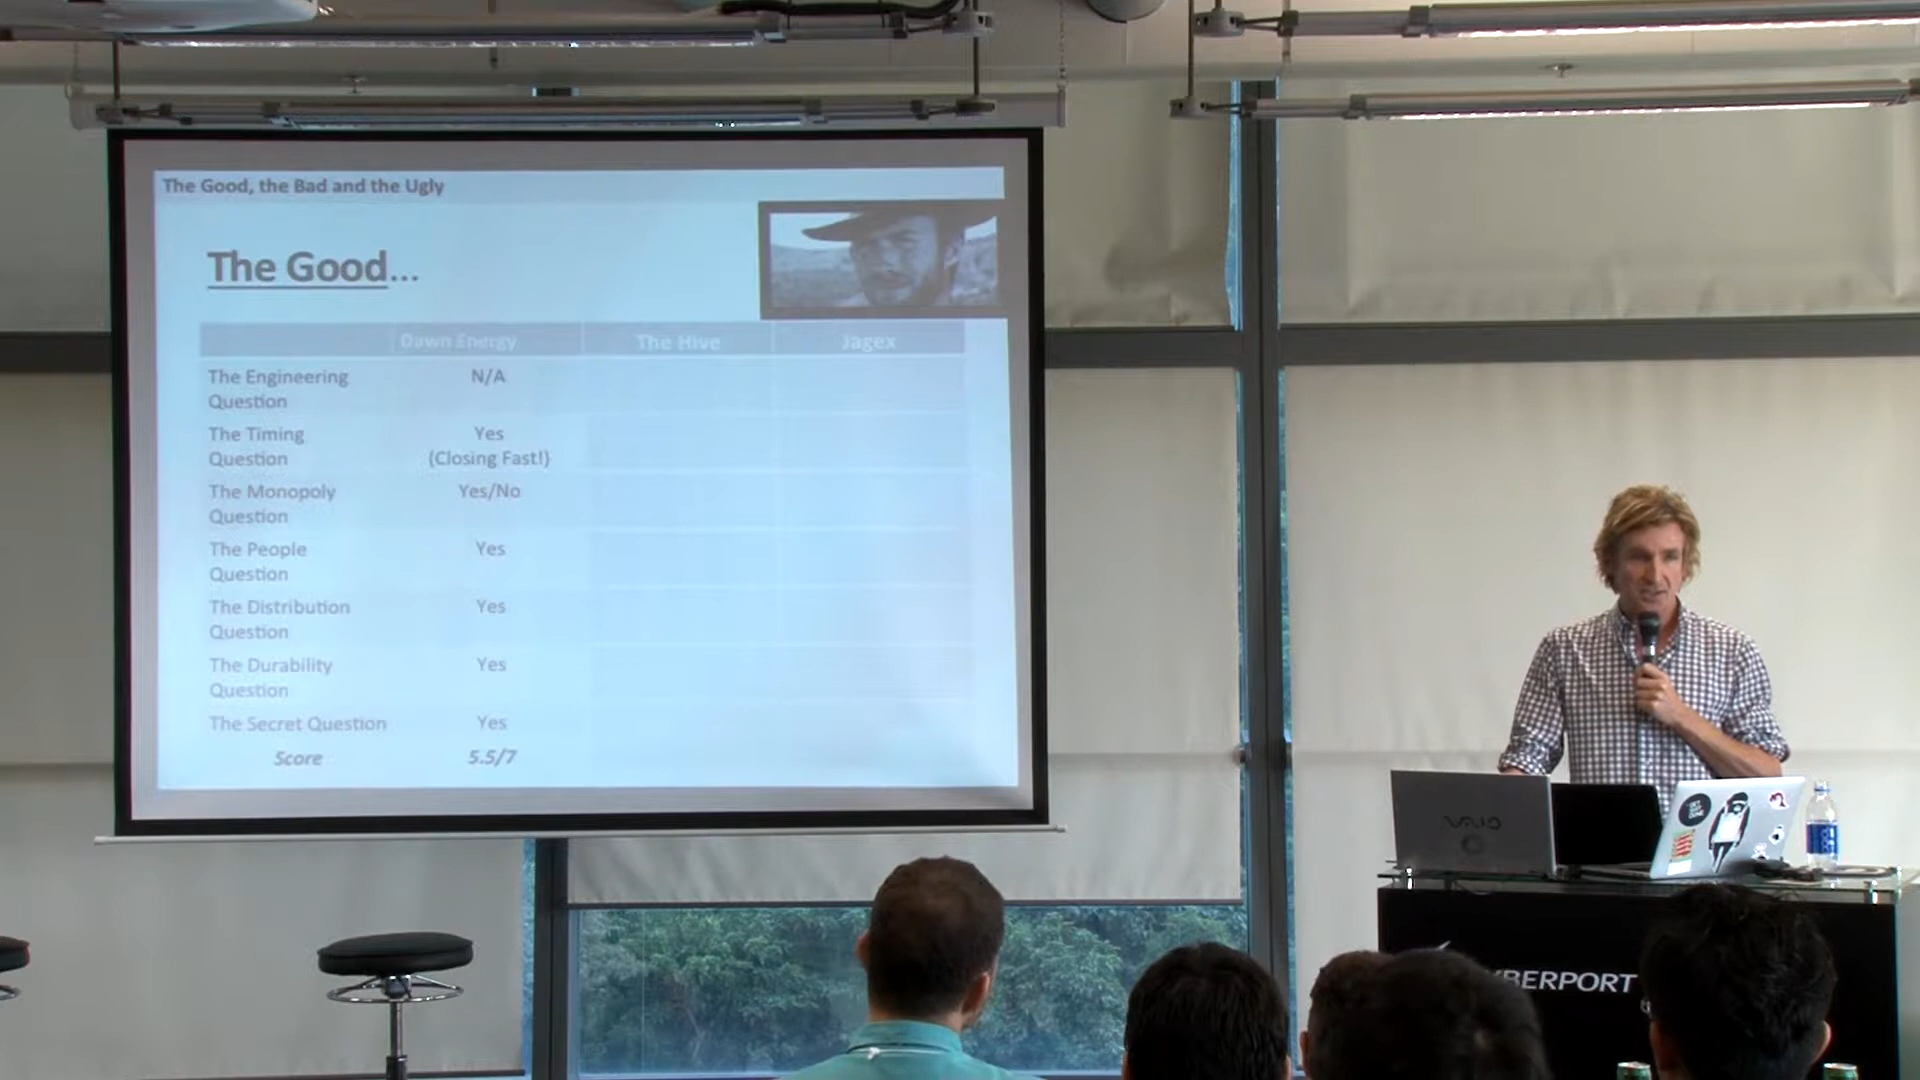 The Good, the Bad and the Ugly
The Good...
Dawn Energy The Hive Jagex
The Engineering Question N/A
The Timing Question Yes (Closing Fast!)
The Monopoly Question Yes/No
The People Question Yes
The Distribution Question Yes
The Durability Question Yes
The Secret Question Yes
Score 5.5/7
VAIO
YBERPORT